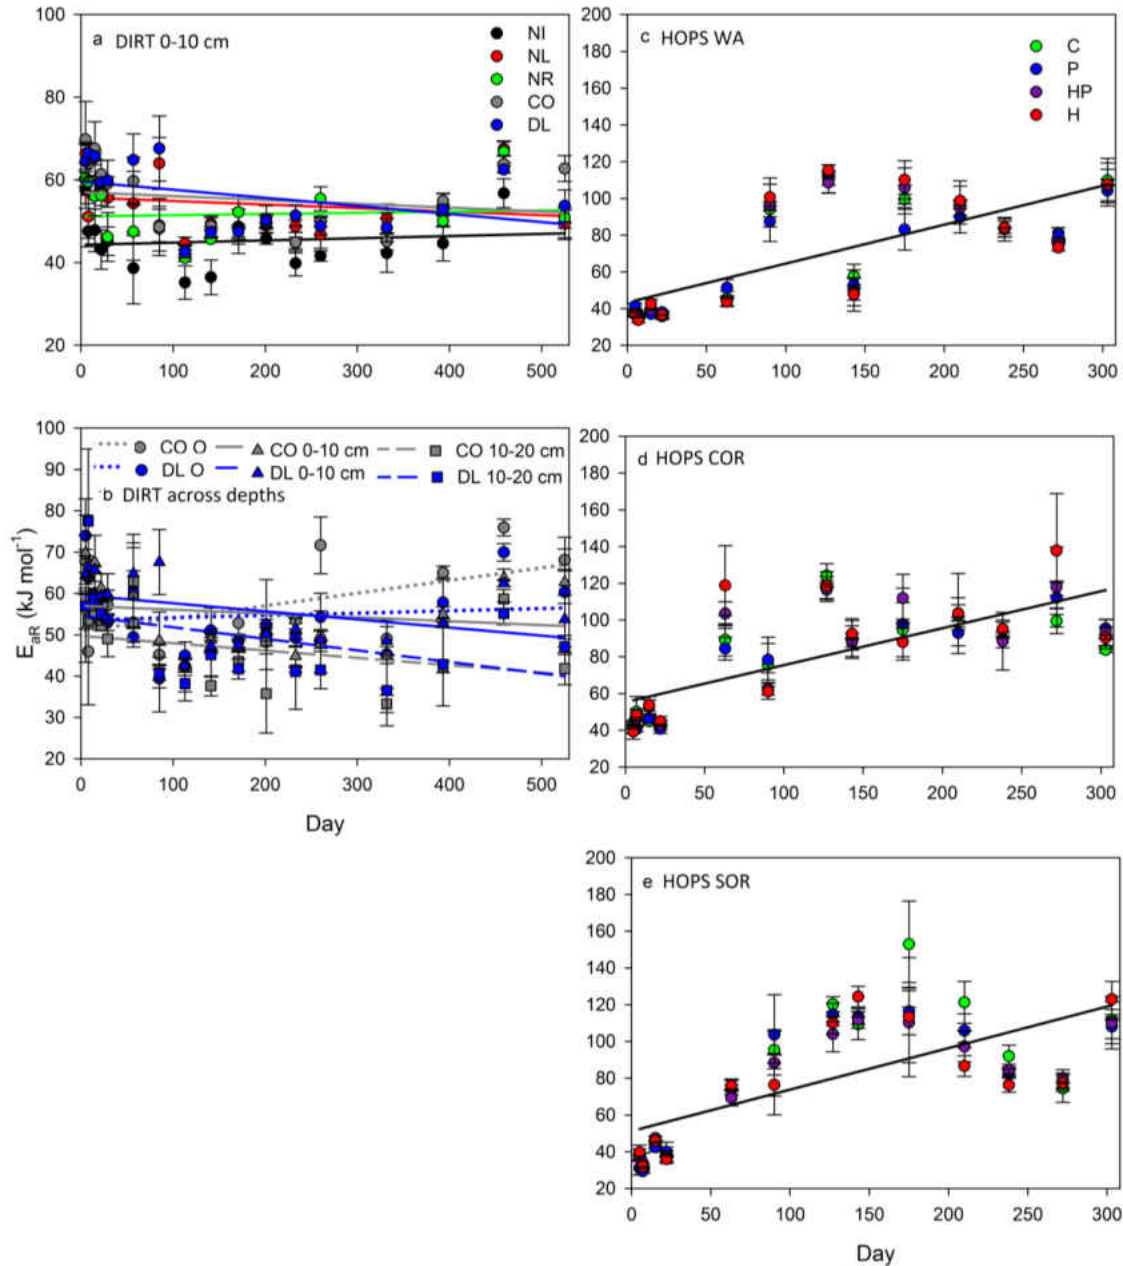 a DIRT 0-10 cm
NI
NL
NR
CO
DL
100
80
60
40
20
0 100 200 300 400 500
c HOPS WA
C
P
HP
H
200
180
160
140
120
100
80
60
40
20
0 50 100 150 200 250 300
CO O CO 0-10 cm CO 10-20 cm
DL O DL 0-10 cm DL 10-20 cm
b DIRT across depths
100
90
80
70
60
50
40
30
20
0 100 200 300 400 500
EaR (kJ mol-1)
Day
d HOPS COR
200
180
160
140
120
100
80
60
40
20
0 50 100 150 200 250 300
e HOPS SOR
200
180
160
140
120
100
80
60
40
20
0 50 100 150 200 250 300
Day